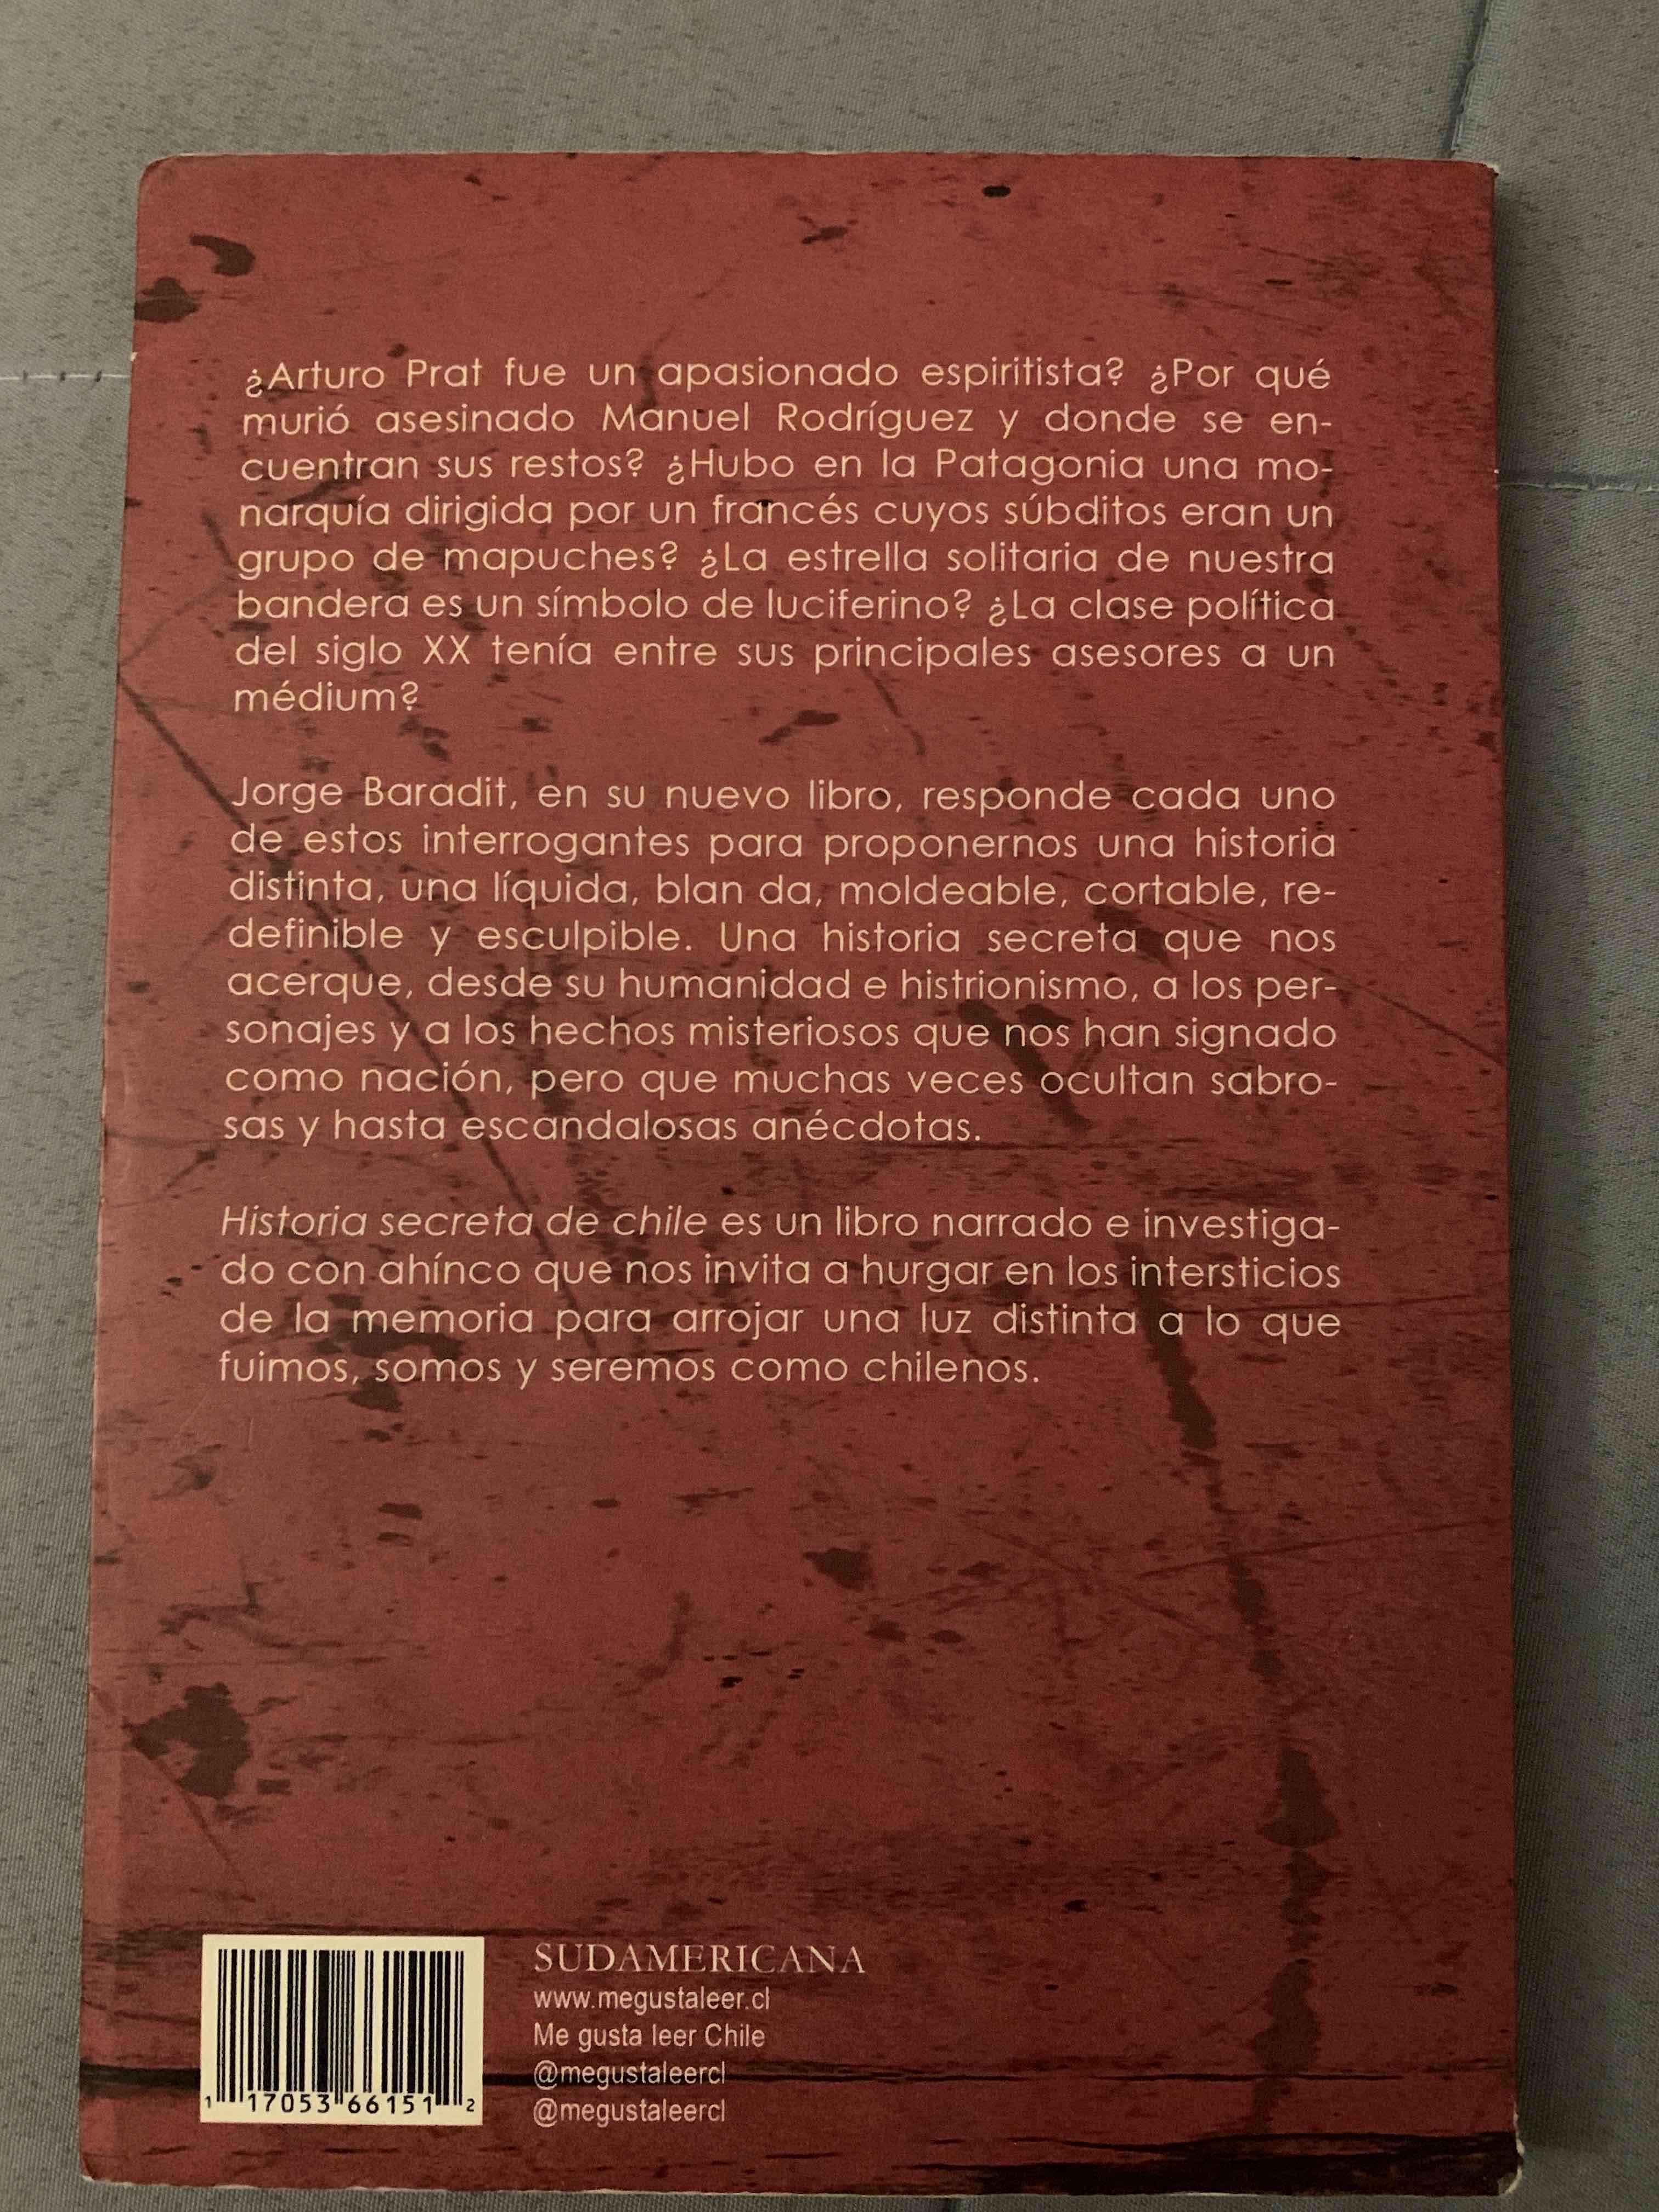 ¿Arturo Prat fue un apasionado espiritista? ¿Por qué
murió asesinado Manuel Rodríguez y donde se en-
cuentran sus restos? ¿Hubo en la Patagonia una mo-
narquía dirigida por un francés cuyos súbditos eran un
grupo de mapuches? ¿La estrella solitaria de nuestra
bandera es un símbolo de luciferino? ¿La clase política
del siglo XX tenía entre sus principales asesores a un
médium?
Jorge Baradit, en su nuevo libro, responde cada uno
de estos interrogantes para proponernos una historia
distinta, una líquida, blan da, moldeable, cortable, re-
definible y esculpible. Una historia secreta que nos
acerque, desde su humanidad e histrionismo, a los per-
sonajes y a los hechos misteriosos que nos han signado
como nación, pero que muchas veces ocultan sabro-
sas y hasta escandalosas anécdotas.
Historia secreta de chile es un libro narrado e investiga-
do con ahínco que nos invita a hurgar en los intersticios
de la memoria para arrojar una luz distinta a lo que
fuimos, somos y seremos como chilenos.
SUDAMERICANA
www.megustaleer.cl
Me gusta leer Chile
@megustaleercl
@megustaleercl
1 17053 66151 2